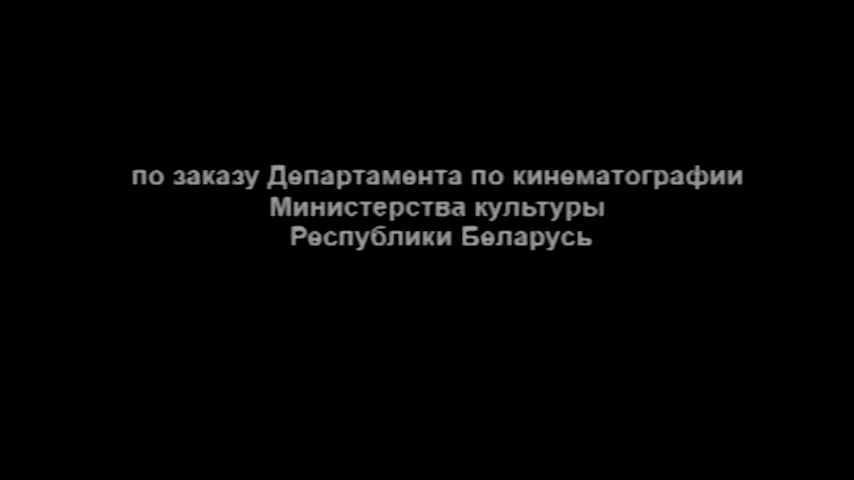 по заказу Департамента по кинематографии
Министерства культуры
Республики Беларусь